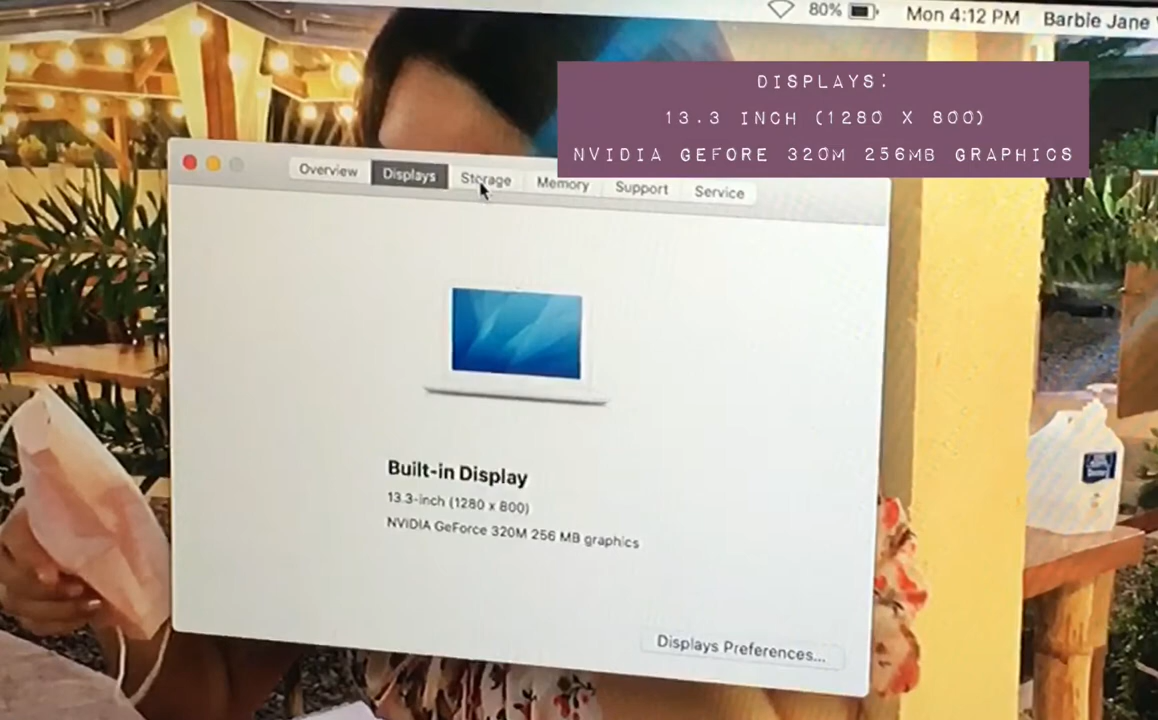 80% Mon 4:12 PM Barbie Jane
DISPLAYS:
13.3 INCH (1280 X 800)
NVIDIA GEFORE 320M 256MB GRAPHICS
Overview Displays Storage Memory Support Service
Built-in Display
13.3-inch (1280 x 800)
NVIDIA GeForce 320M 256 MB graphics
Displays Preferences...